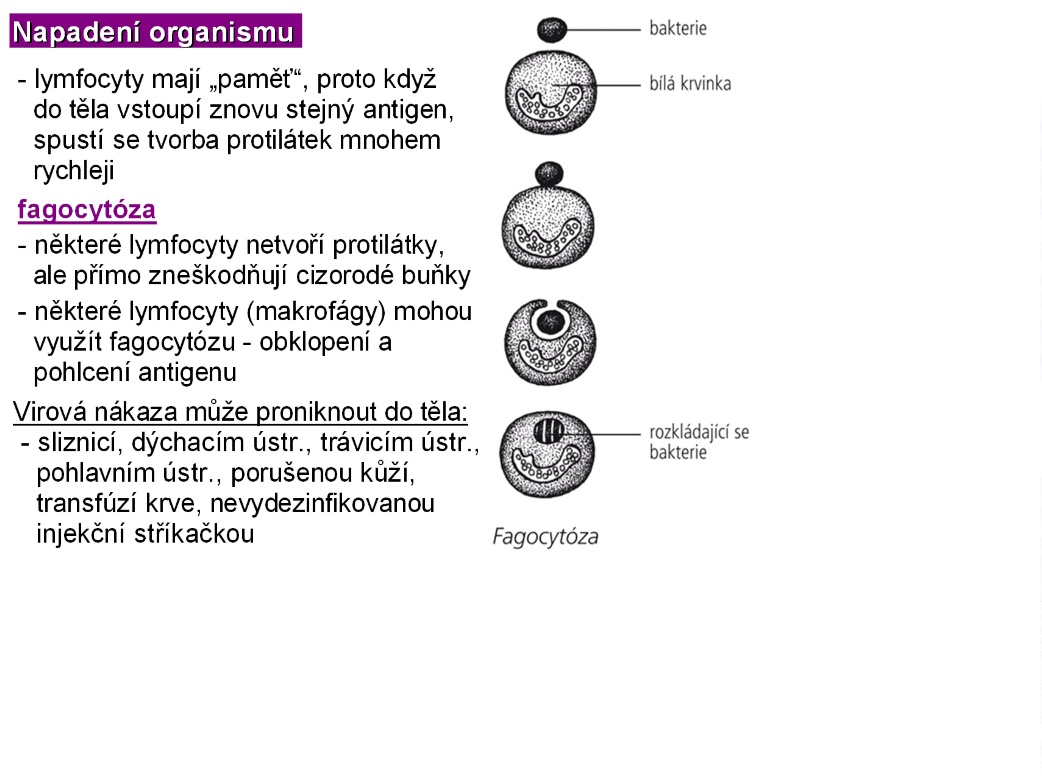 Napadení organismu
- lymfocyty mají „paměť“, proto když
do těla vstoupí znovu stejný antigen,
spustí se tvorba protilátek mnohem
rychleji
fagocytóza
- některé lymfocyty netvoří protilátky,
ale přímo zneškodňují cizorodé buňky
- některé lymfocyty (makrofágy) mohou
využít fagocytózu - obklopení a
pohlcení antigenu
Virová nákaza může proniknout do těla:
- sliznicí, dýchacím ústr., trávicím ústr.,
pohlavním ústr., porušenou kůží,
transfúzí krve, nevydezinfikovanou
injekční stříkačkou
bakterie
bílá krvinka
rozkládající se
bakterie
Fagocytóza